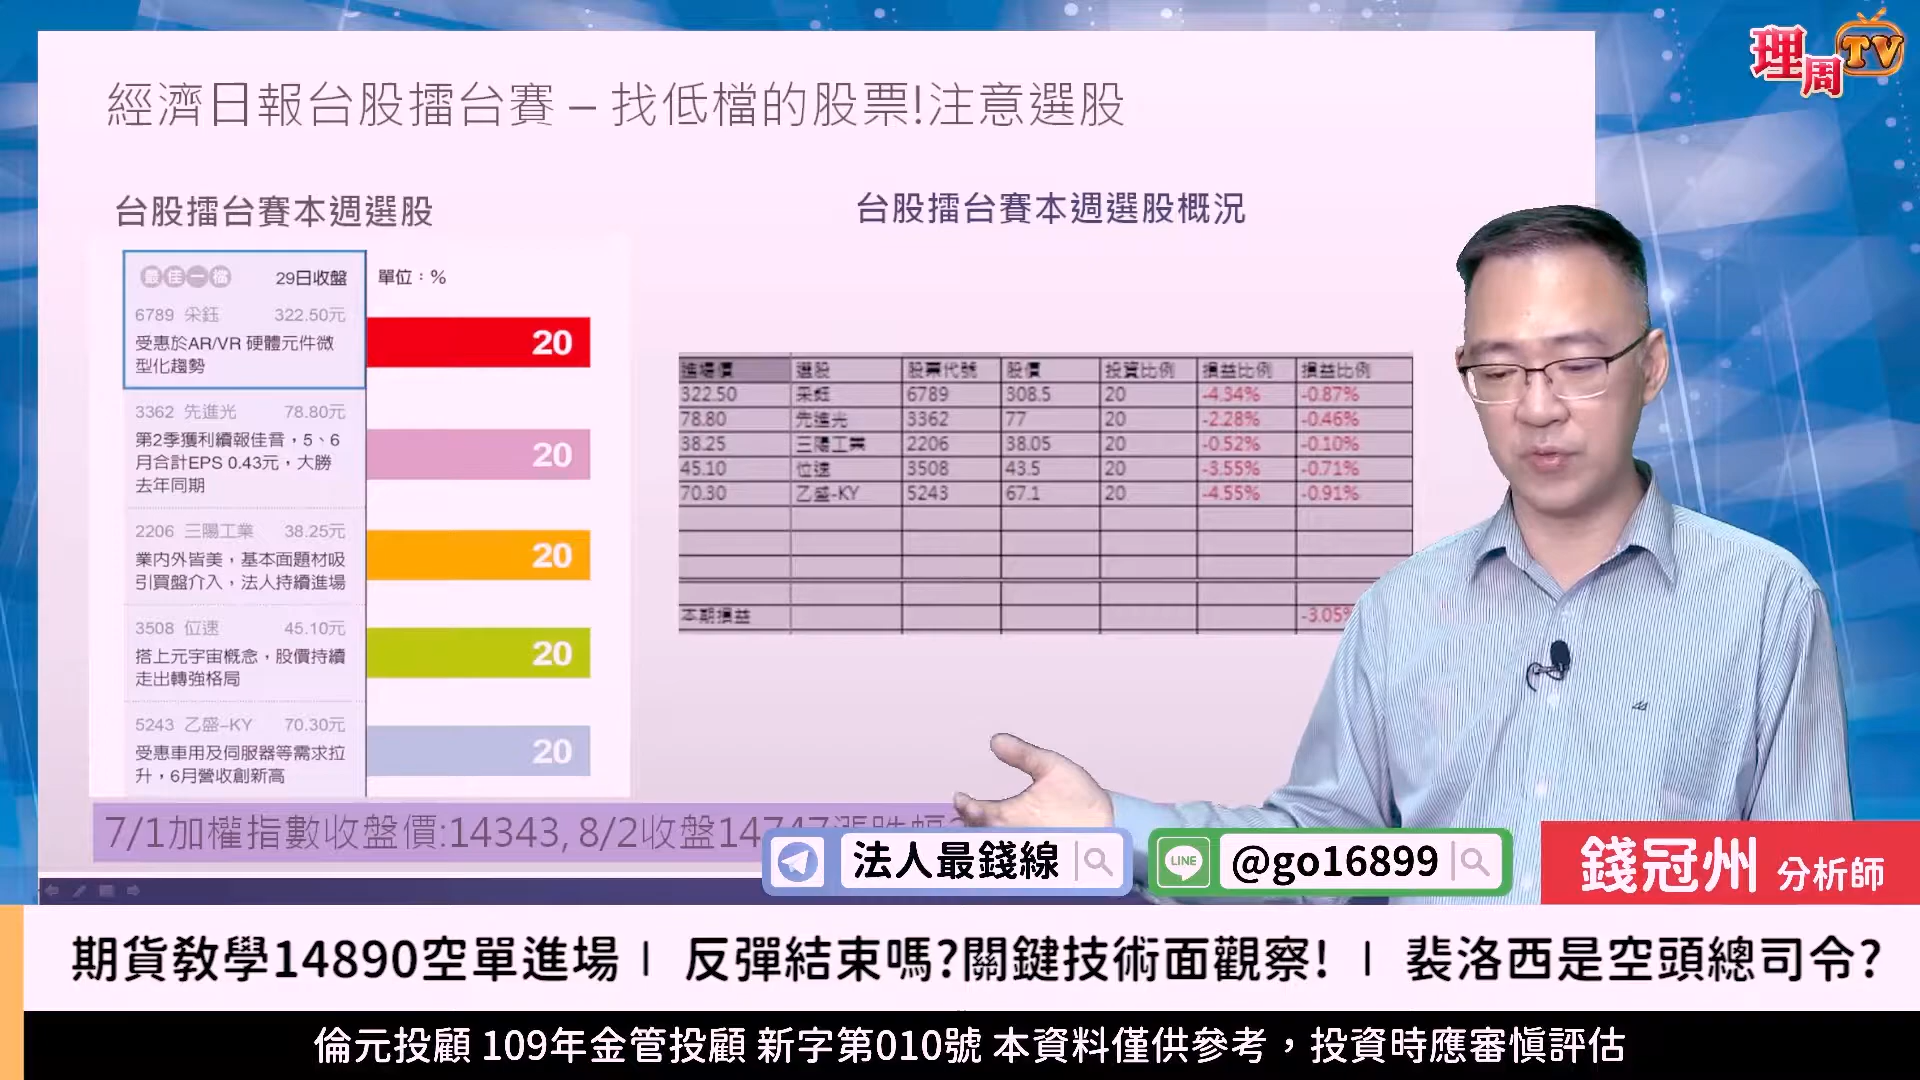 理周TV
經濟日報台股擂台賽 – 找低檔的股票!注意選股
台股擂台賽本週選股
台股擂台賽本週選股概況
最佳一檔 29日收盤 單位：%
6789 采鈺 322.50元
受惠於AR/VR 硬體元件微
型化趨勢
20
3362 先進光 78.80元
第2季獲利續報佳音，5、6
月合計EPS 0.43元，大勝
去年同期
20
2206 三陽工業 38.25元
業內外皆美，基本面題材吸
引買盤介入，法人持續進場
20
3508 位速 45.10元
搭上元宇宙概念，股價持續
走出轉強格局
20
5243 乙盛-KY 70.30元
受惠車用及伺服器等需求拉
升，6月營收創新高
20
進場價 選股 股票代號 股價 投資比例 損益比例 損益比例
322.50 采鈺 6789 308.5 20 -4.34% -0.87%
78.80 先進光 3362 77 20 -2.28% -0.46%
38.25 三陽工業 2206 38.05 20 -0.52% -0.10%
45.10 位速 3508 43.5 20 -3.55% -0.71%
70.30 乙盛-KY 5243 67.1 20 -4.55% -0.91%
本期損益 -3.05%
7/1加權指數收盤價:14343, 8/2收盤14747漲跌幅
法人最錢線
LINE @go16899
錢冠州 分析師
期貨教學14890空單進場 | 反彈結束嗎?關鍵技術面觀察! | 裴洛西是空頭總司令?
倫元投顧 109年金管投顧 新字第010號 本資料僅供參考，投資時應審慎評估